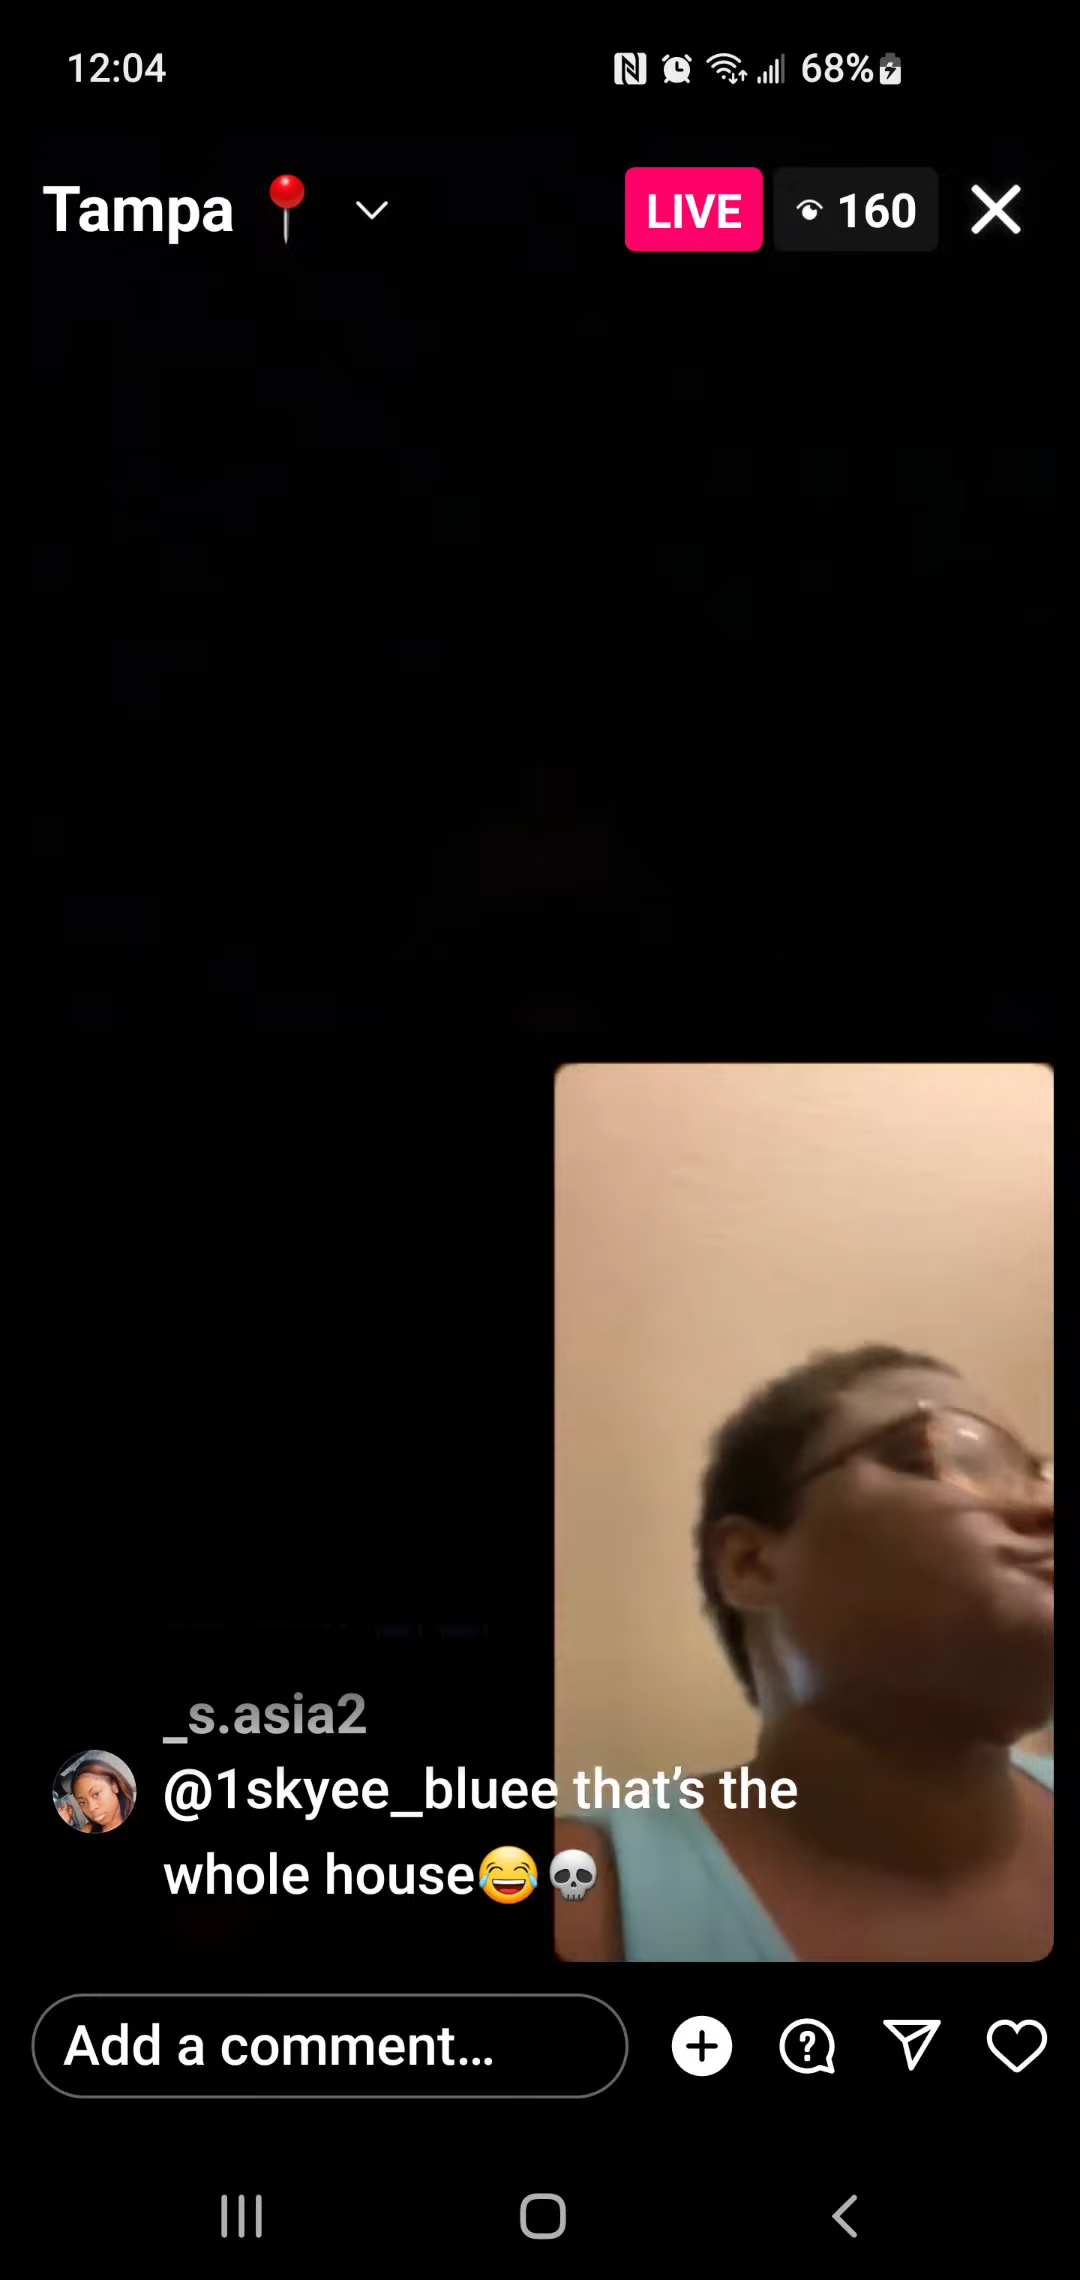 12:04 68%
Tampa 📍 LIVE 160
_s.asia2
@1skyee_bluee that’s the
whole house😂💀
Add a comment...